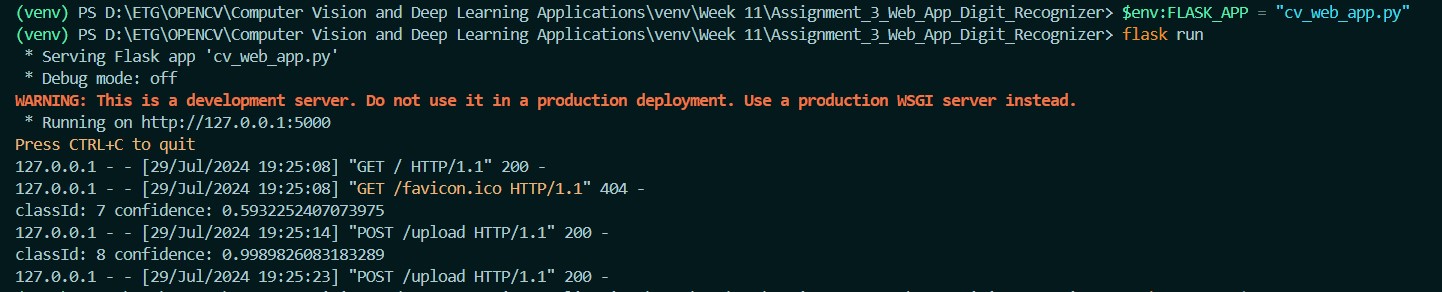 (venv) PS D:\ETG\OPENCV\Computer Vision and Deep Learning Applications\venv\Week 11\Assignment_3_Web_App_Digit_Recognizer> $env:FLASK_APP = "cv_web_app.py"
(venv) PS D:\ETG\OPENCV\Computer Vision and Deep Learning Applications\venv\Week 11\Assignment_3_Web_App_Digit_Recognizer> flask run
 * Serving Flask app 'cv_web_app.py'
 * Debug mode: off
WARNING: This is a development server. Do not use it in a production deployment. Use a production WSGI server instead.
 * Running on http://127.0.0.1:5000
Press CTRL+C to quit
127.0.0.1 - - [29/Jul/2024 19:25:08] "GET / HTTP/1.1" 200 -
127.0.0.1 - - [29/Jul/2024 19:25:08] "GET /favicon.ico HTTP/1.1" 404 -
classId: 7 confidence: 0.5932252407073975
127.0.0.1 - - [29/Jul/2024 19:25:14] "POST /upload HTTP/1.1" 200 -
classId: 8 confidence: 0.9989826083183289
127.0.0.1 - - [29/Jul/2024 19:25:23] "POST /upload HTTP/1.1" 200 -